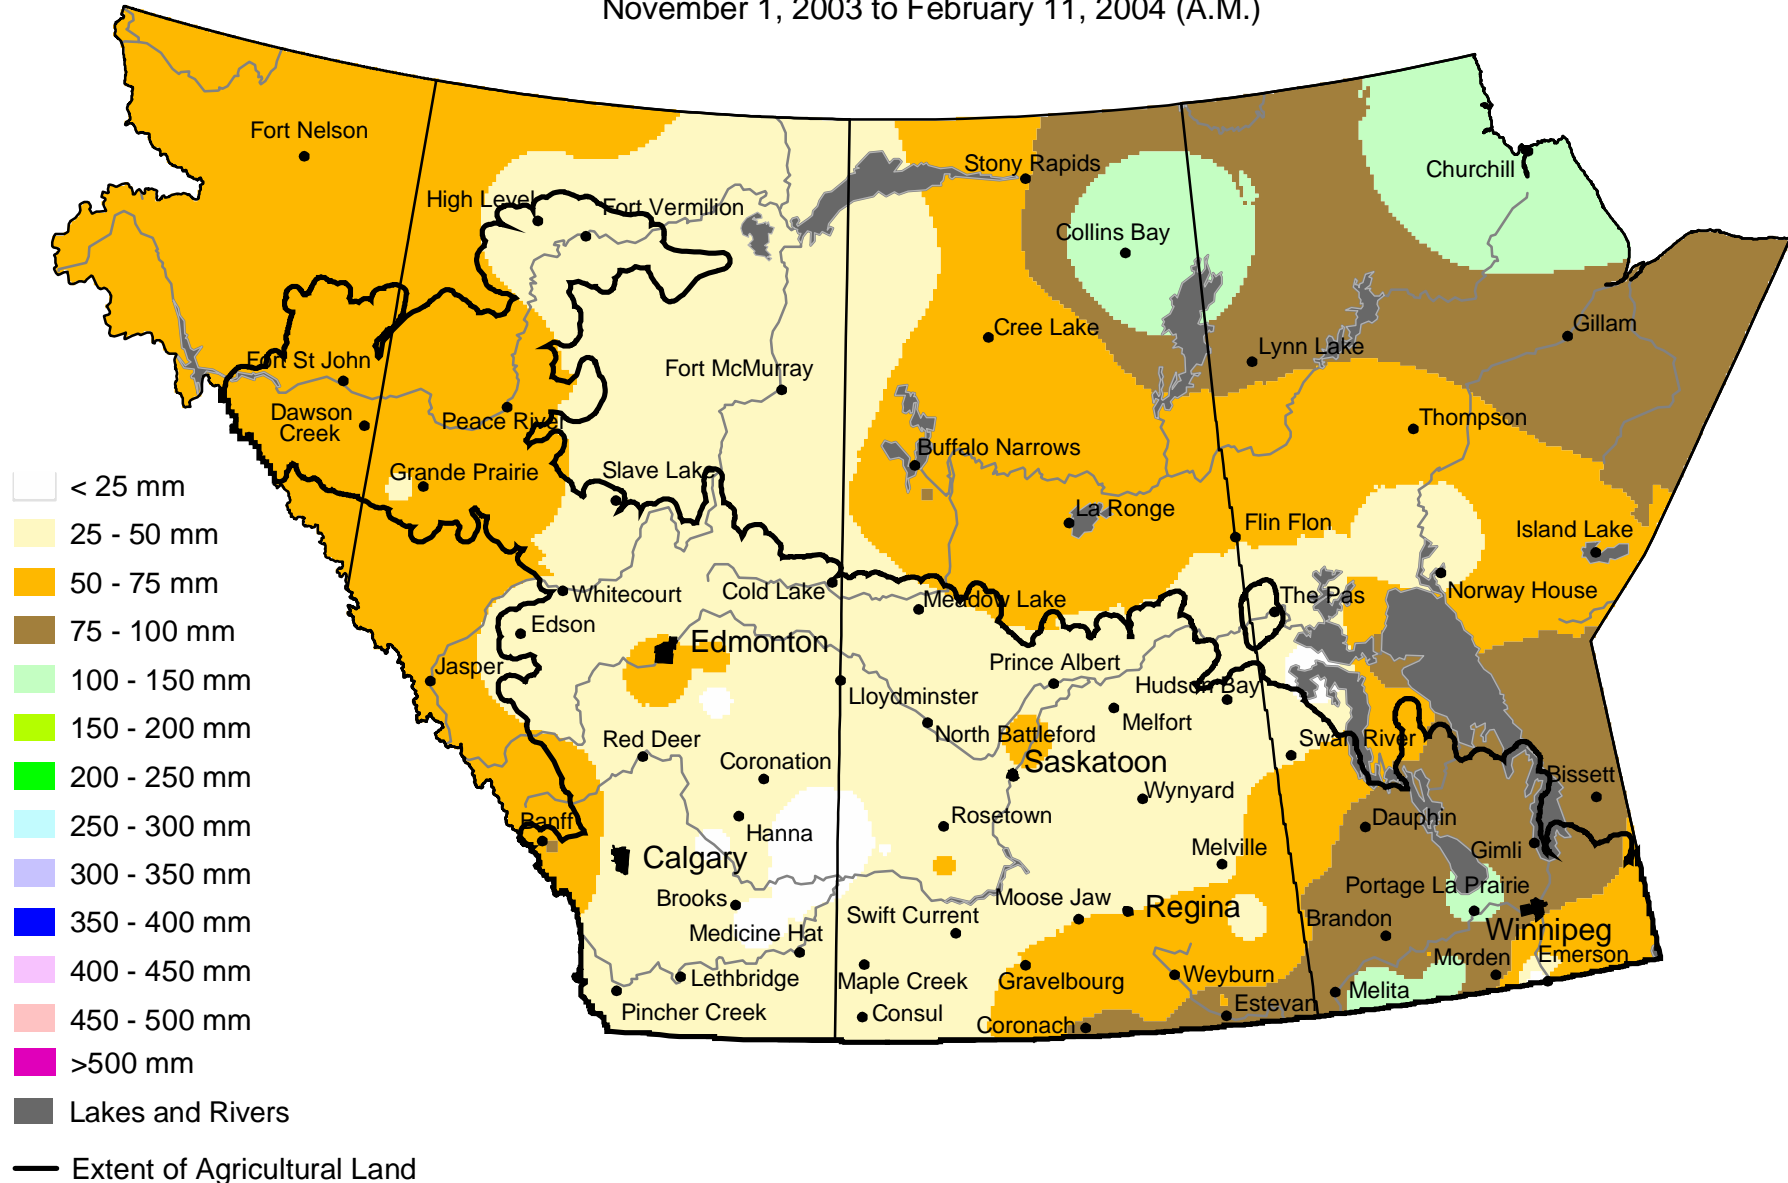 November 1, 2003 to February 11, 2004 (A.M.)
Fort Nelson
Stony Rapids
Churchill
High Level
Fort Vermilion
Collins Bay
Gillam
Cree Lake
Lynn Lake
Fort St John
Fort McMurray
Dawson
Creek
Peace River
Thompson
Buffalo Narrows
Grande Prairie
Slave Lake
La Ronge
Flin Flon
Island Lake
Whitecourt
Cold Lake
Meadow Lake
The Pas
Norway House
Edson
Edmonton
Jasper
Prince Albert
Lloydminster
Hudson Bay
Melfort
North Battleford
Red Deer
Swan River
Coronation
Saskatoon
Bissett
Wynyard
Banff
Hanna
Rosetown
Dauphin
Calgary
Melville
Gimli
Brooks
Portage La Prairie
Moose Jaw
Regina
Swift Current
Brandon
Winnipeg
Medicine Hat
Morden
Emerson
Lethbridge
Maple Creek
Gravelbourg
Weyburn
Melita
Pincher Creek
Consul
Coronach
Estevan
< 25 mm
25 - 50 mm
50 - 75 mm
75 - 100 mm
100 - 150 mm
150 - 200 mm
200 - 250 mm
250 - 300 mm
300 - 350 mm
350 - 400 mm
400 - 450 mm
450 - 500 mm
>500 mm
Lakes and Rivers
Extent of Agricultural Land